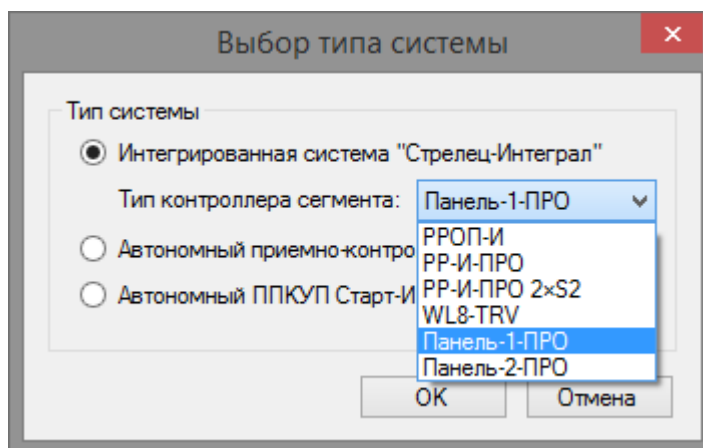 Выбор типа системы
Тип системы
Интегрированная система "Стрелец-Интеграл"
Тип контроллера сегмента: Панель-1-ПРО
РРОП-И
Автономный приемно-контро
РР-И-ПРО
РР-И-ПРО 2×S2
Автономный ППКУП Старт-И
WL8-TRV
Панель-1-ПРО
Панель-2-ПРО
OK Отмена